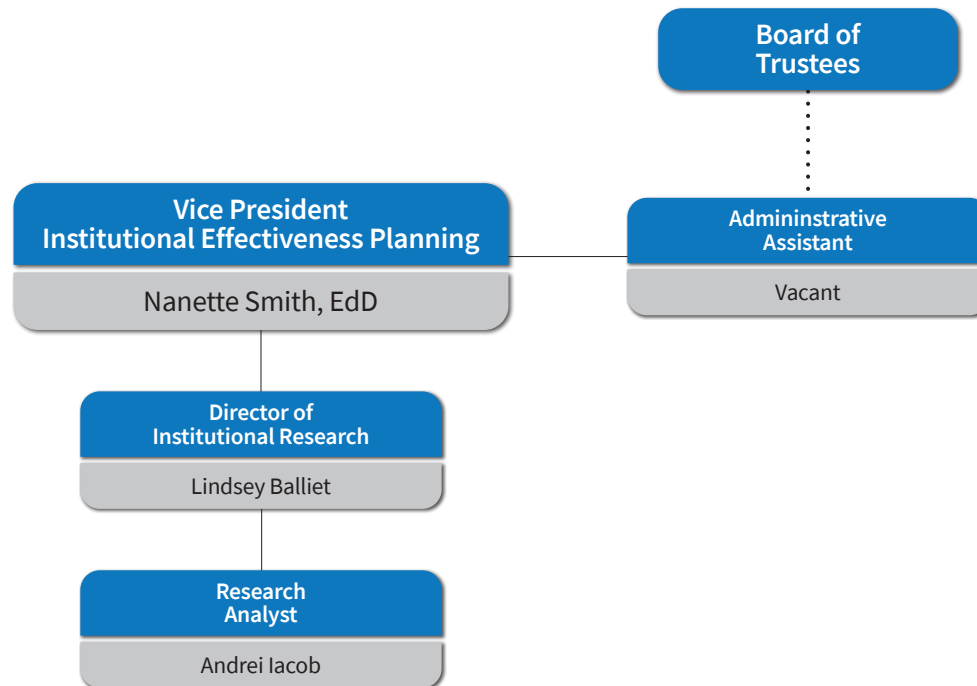 Board of
Trustees
Vice President
Institutional Effectiveness Planning
Nanette Smith, EdD
Admininstrative
Assistant
Vacant
Director of
Institutional Research
Lindsey Balliet
Research
Analyst
Andrei Iacob